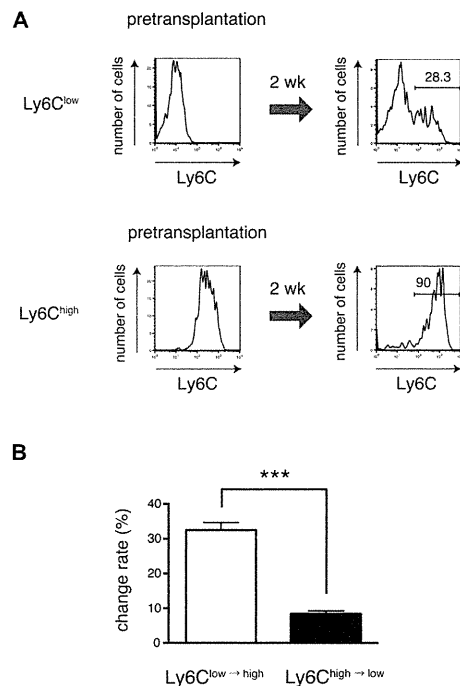 A
pretransplantation
Ly6Clow
number of cells
Ly6C
2 wk
number of cells
28.3
Ly6C
pretransplantation
Ly6Chigh
number of cells
Ly6C
2 wk
number of cells
90
Ly6C
B
***
change rate (%)
40
30
20
10
0
Ly6Clow → high
Ly6Chigh → low